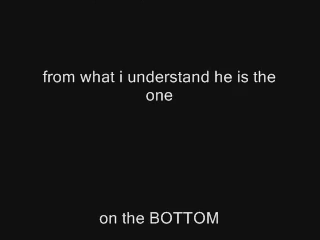 from what i understand he is the
one
on the BOTTOM